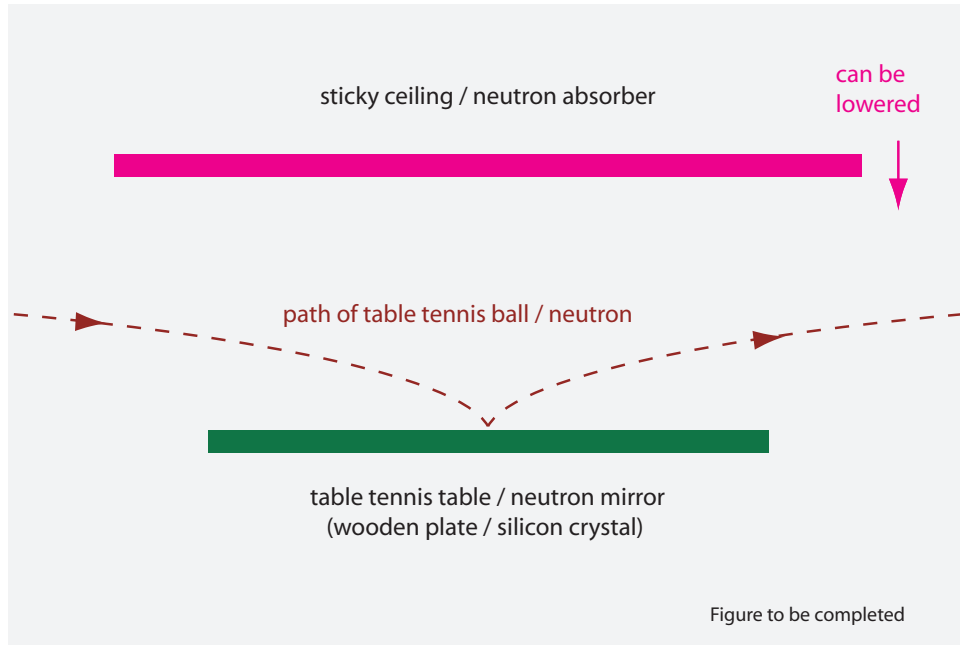 sticky ceiling / neutron absorber
can be
lowered
path of table tennis ball / neutron
table tennis table / neutron mirror
(wooden plate / silicon crystal)
Figure to be completed